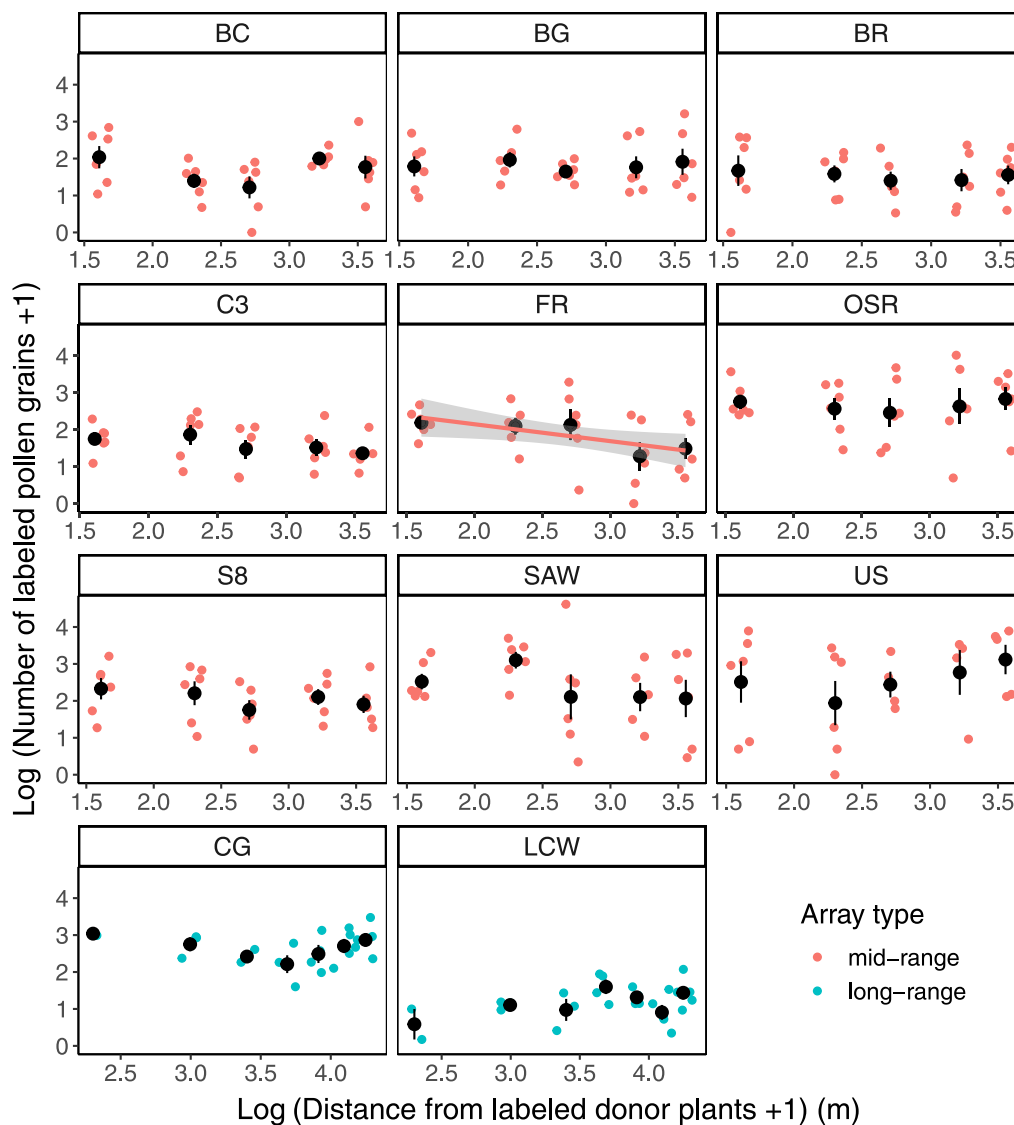 BC BG BR
4
3
2
1
0
1.5 2.0 2.5 3.0 3.5 1.5 2.0 2.5 3.0 3.5 1.5 2.0 2.5 3.0 3.5
C3 FR OSR
4
3
2
1
0
1.5 2.0 2.5 3.0 3.5 1.5 2.0 2.5 3.0 3.5 1.5 2.0 2.5 3.0 3.5
S8 SAW US
4
3
2
1
0
1.5 2.0 2.5 3.0 3.5 1.5 2.0 2.5 3.0 3.5 1.5 2.0 2.5 3.0 3.5
CG LCW
4
3
2
1
0
2.5 3.0 3.5 4.0 2.5 3.0 3.5 4.0
Log (Number of labeled pollen grains +1)
Log (Distance from labeled donor plants +1) (m)
Array type
mid−range
long−range